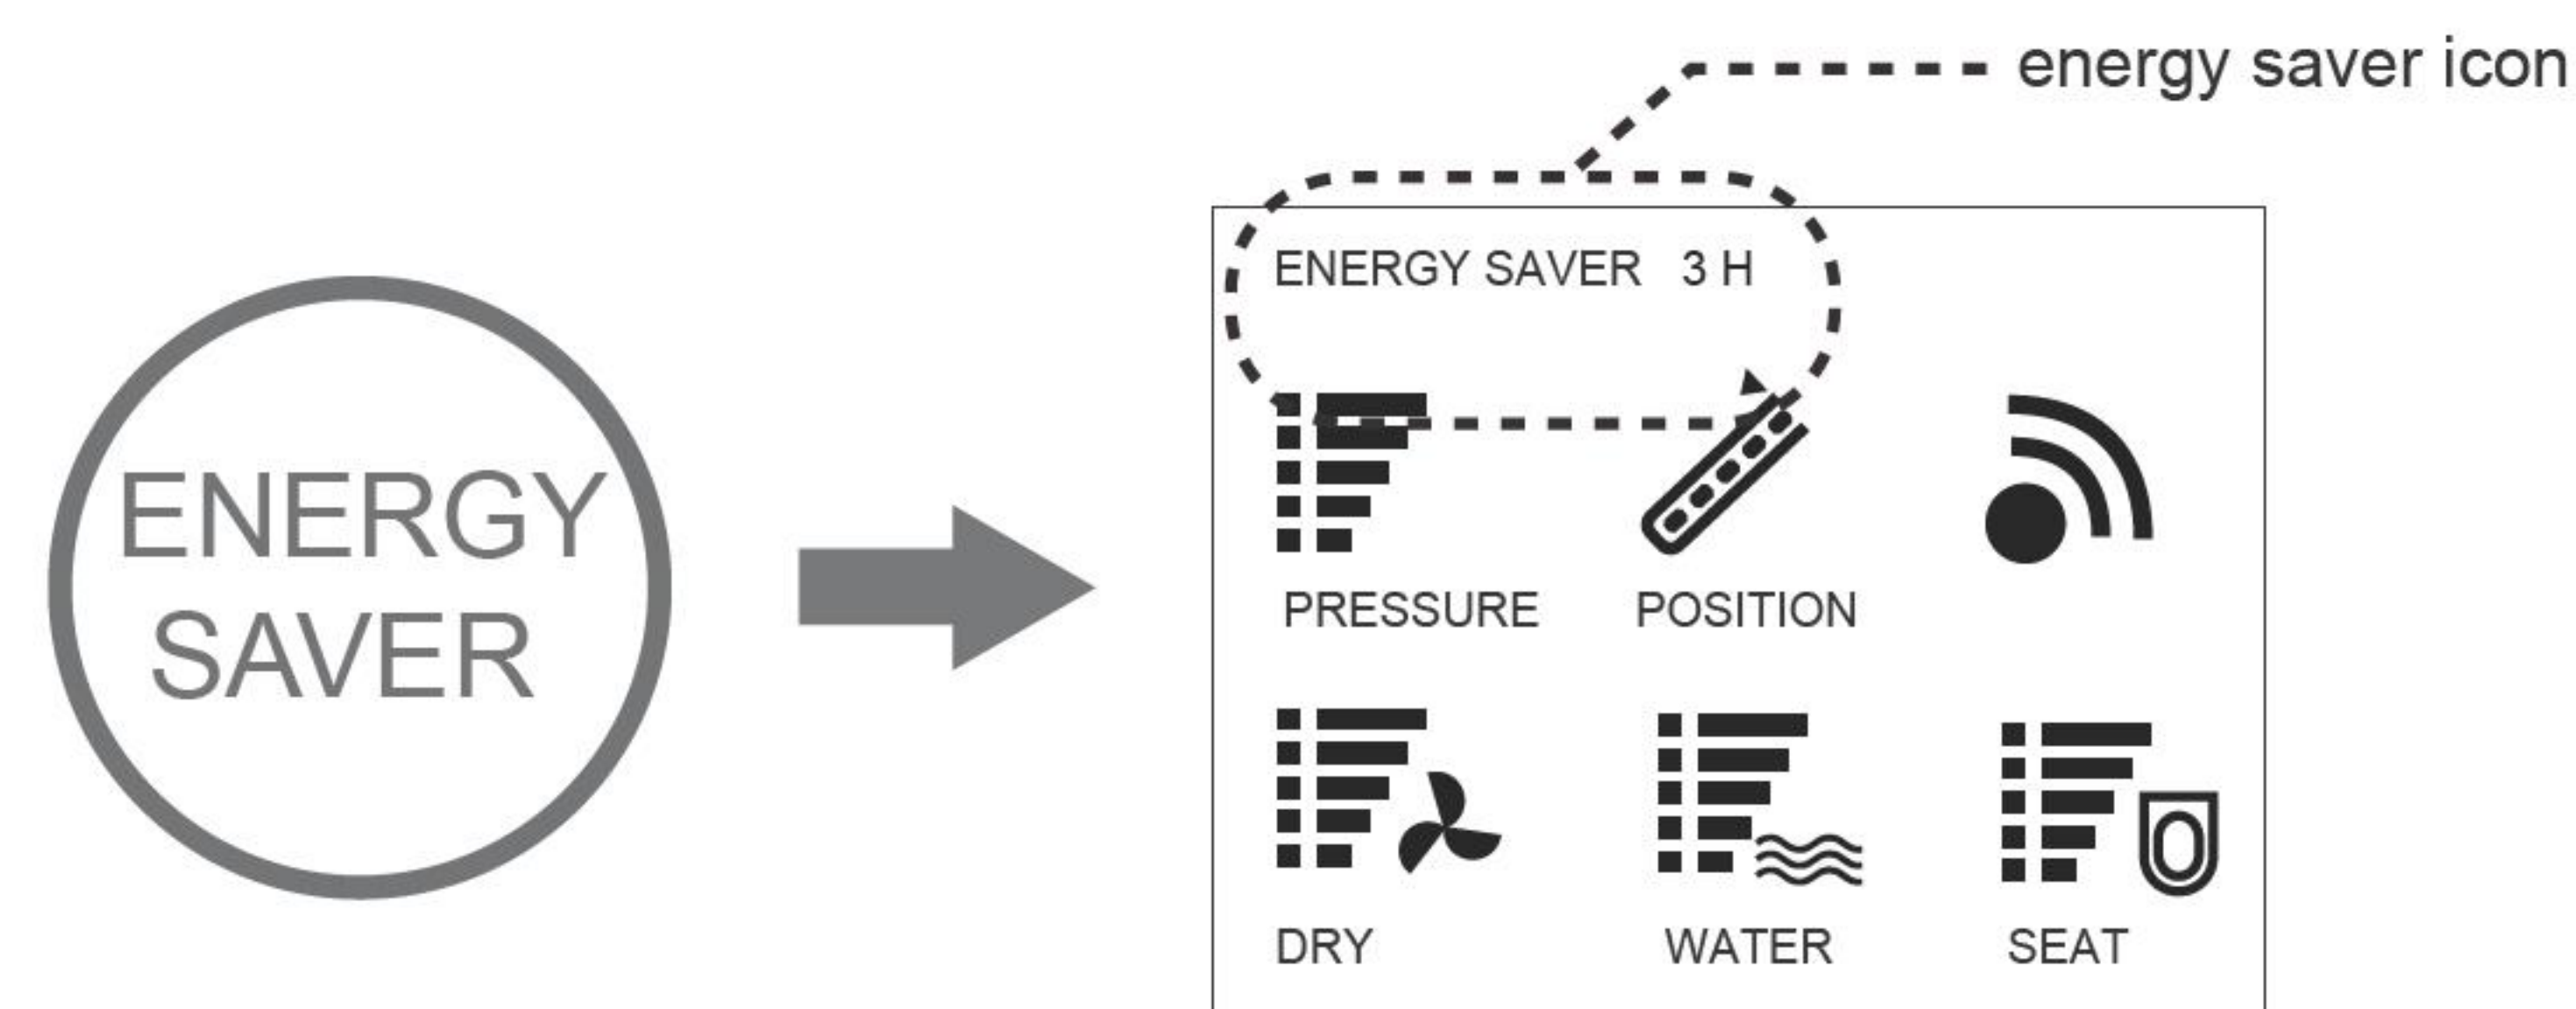 energy saver icon
ENERGY SAVER 3 H
ENERGY
SAVER
PRESSURE POSITION
DRY WATER SEAT